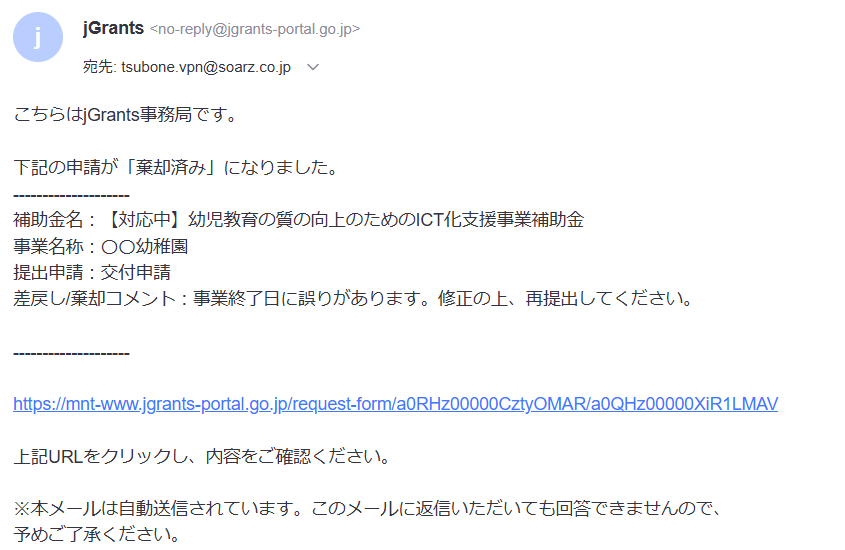 j
jGrants <no-reply@jgrants-portal.go.jp>
宛先: tsubone.vpn@soarz.co.jp
こちらはjGrants事務局です。
下記の申請が「棄却済み」になりました。
--------------------
補助金名：【対応中】幼児教育の質の向上のためのICT化支援事業補助金
事業名称：〇〇幼稚園
提出申請：交付申請
差戻し/棄却コメント：事業終了日に誤りがあります。修正の上、再提出してください。
--------------------
https://mnt-www.jgrants-portal.go.jp/request-form/a0RHz00000CztyOMAR/a0QHz00000XiR1LMAV
上記URLをクリックし、内容をご確認ください。
※本メールは自動送信されています。このメールに返信いただいても回答できませんので、
予めご了承ください。